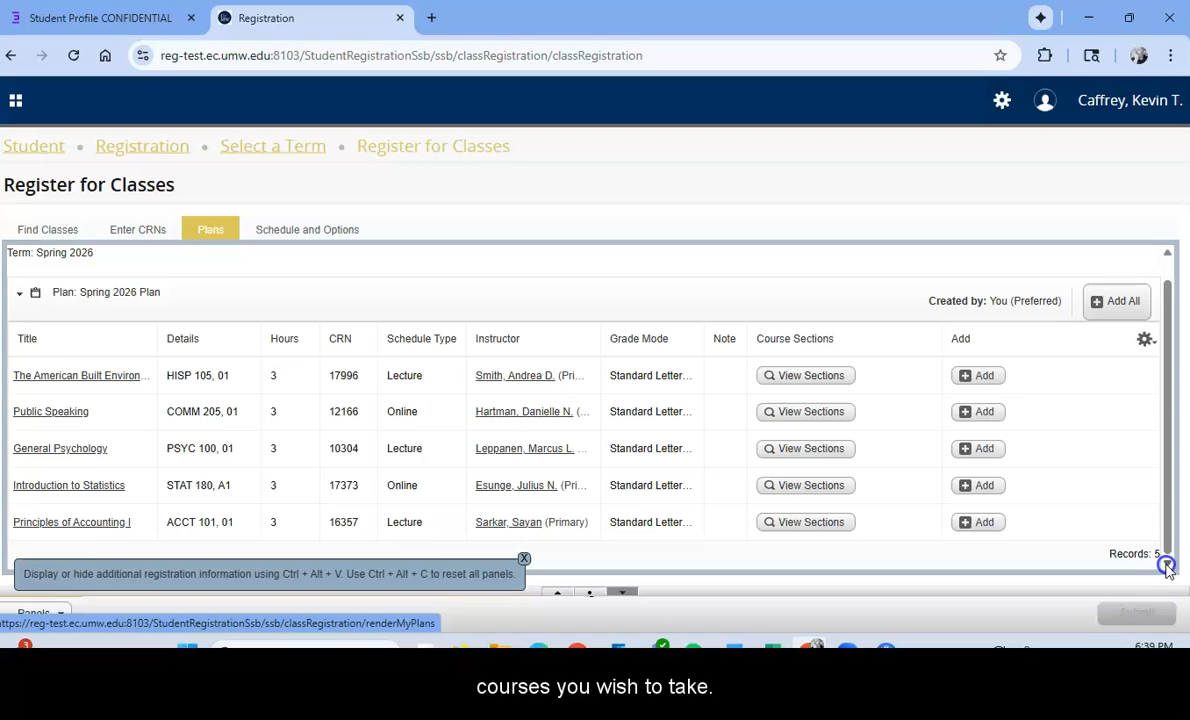 Student Profile CONFIDENTIAL
Registration
reg-test.ec.umw.edu:8103/StudentRegistrationSsb/ssb/classRegistration/classRegistration
Caffrey, Kevin T.
Student • Registration • Select a Term • Register for Classes
Register for Classes
Find Classes Enter CRNs Plans Schedule and Options
Term: Spring 2026
Plan: Spring 2026 Plan Created by: You (Preferred) Add All
Title Details Hours CRN Schedule Type Instructor Grade Mode Note Course Sections Add
The American Built Environ... HISP 105, 01 3 17996 Lecture Smith, Andrea D. (Pri... Standard Letter... View Sections Add
Public Speaking COMM 205, 01 3 12166 Online Hartman, Danielle N. (... Standard Letter... View Sections Add
General Psychology PSYC 100, 01 3 10304 Lecture Leppanen, Marcus L. ... Standard Letter... View Sections Add
Introduction to Statistics STAT 180, A1 3 17373 Online Esunge, Julius N. (Pri... Standard Letter... View Sections Add
Principles of Accounting I ACCT 101, 01 3 16357 Lecture Sarkar, Sayan (Primary) Standard Letter... View Sections Add
Records: 5
Display or hide additional registration information using Ctrl + Alt + V. Use Ctrl + Alt + C to reset all panels. X
Panels Submit
https://reg-test.ec.umw.edu:8103/StudentRegistrationSsb/ssb/classRegistration/renderMyPlans
3 6:39 PM
courses you wish to take.